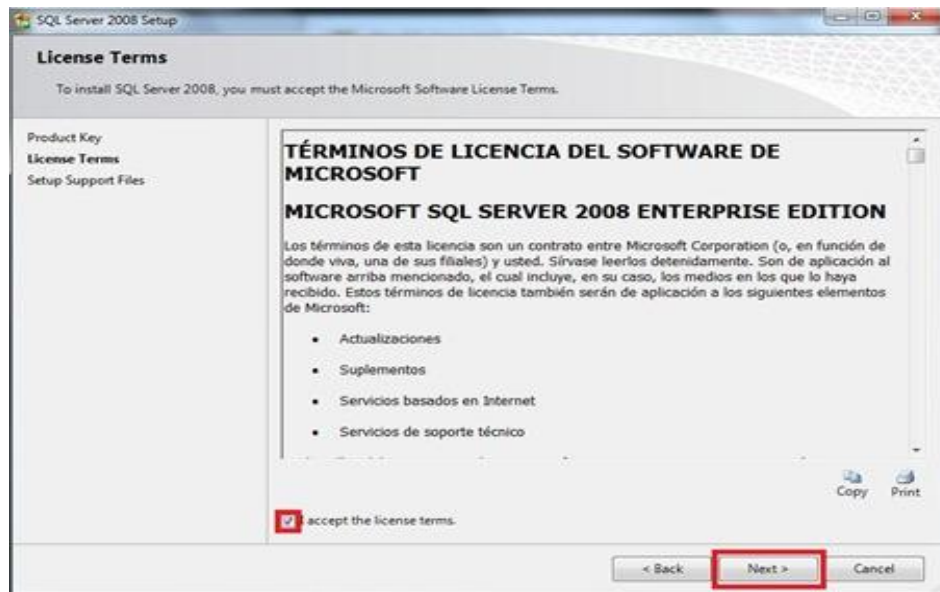 SQL Server 2008 Setup
License Terms
To install SQL Server 2008, you must accept the Microsoft Software License Terms.
Product Key
License Terms
Setup Support Files
TÉRMINOS DE LICENCIA DEL SOFTWARE DE
MICROSOFT
MICROSOFT SQL SERVER 2008 ENTERPRISE EDITION
Los términos de esta licencia son un contrato entre Microsoft Corporation (o, en función de
donde viva, una de sus filiales) y usted. Sírvase leerlos detenidamente. Son de aplicación al
software arriba mencionado, el cual incluye, en su caso, los medios en los que lo haya
recibido. Estos términos de licencia también serán de aplicación a los siguientes elementos
de Microsoft:
• Actualizaciones
• Suplementos
• Servicios basados en Internet
• Servicios de soporte técnico
Copy Print
accept the license terms.
< Back Next > Cancel